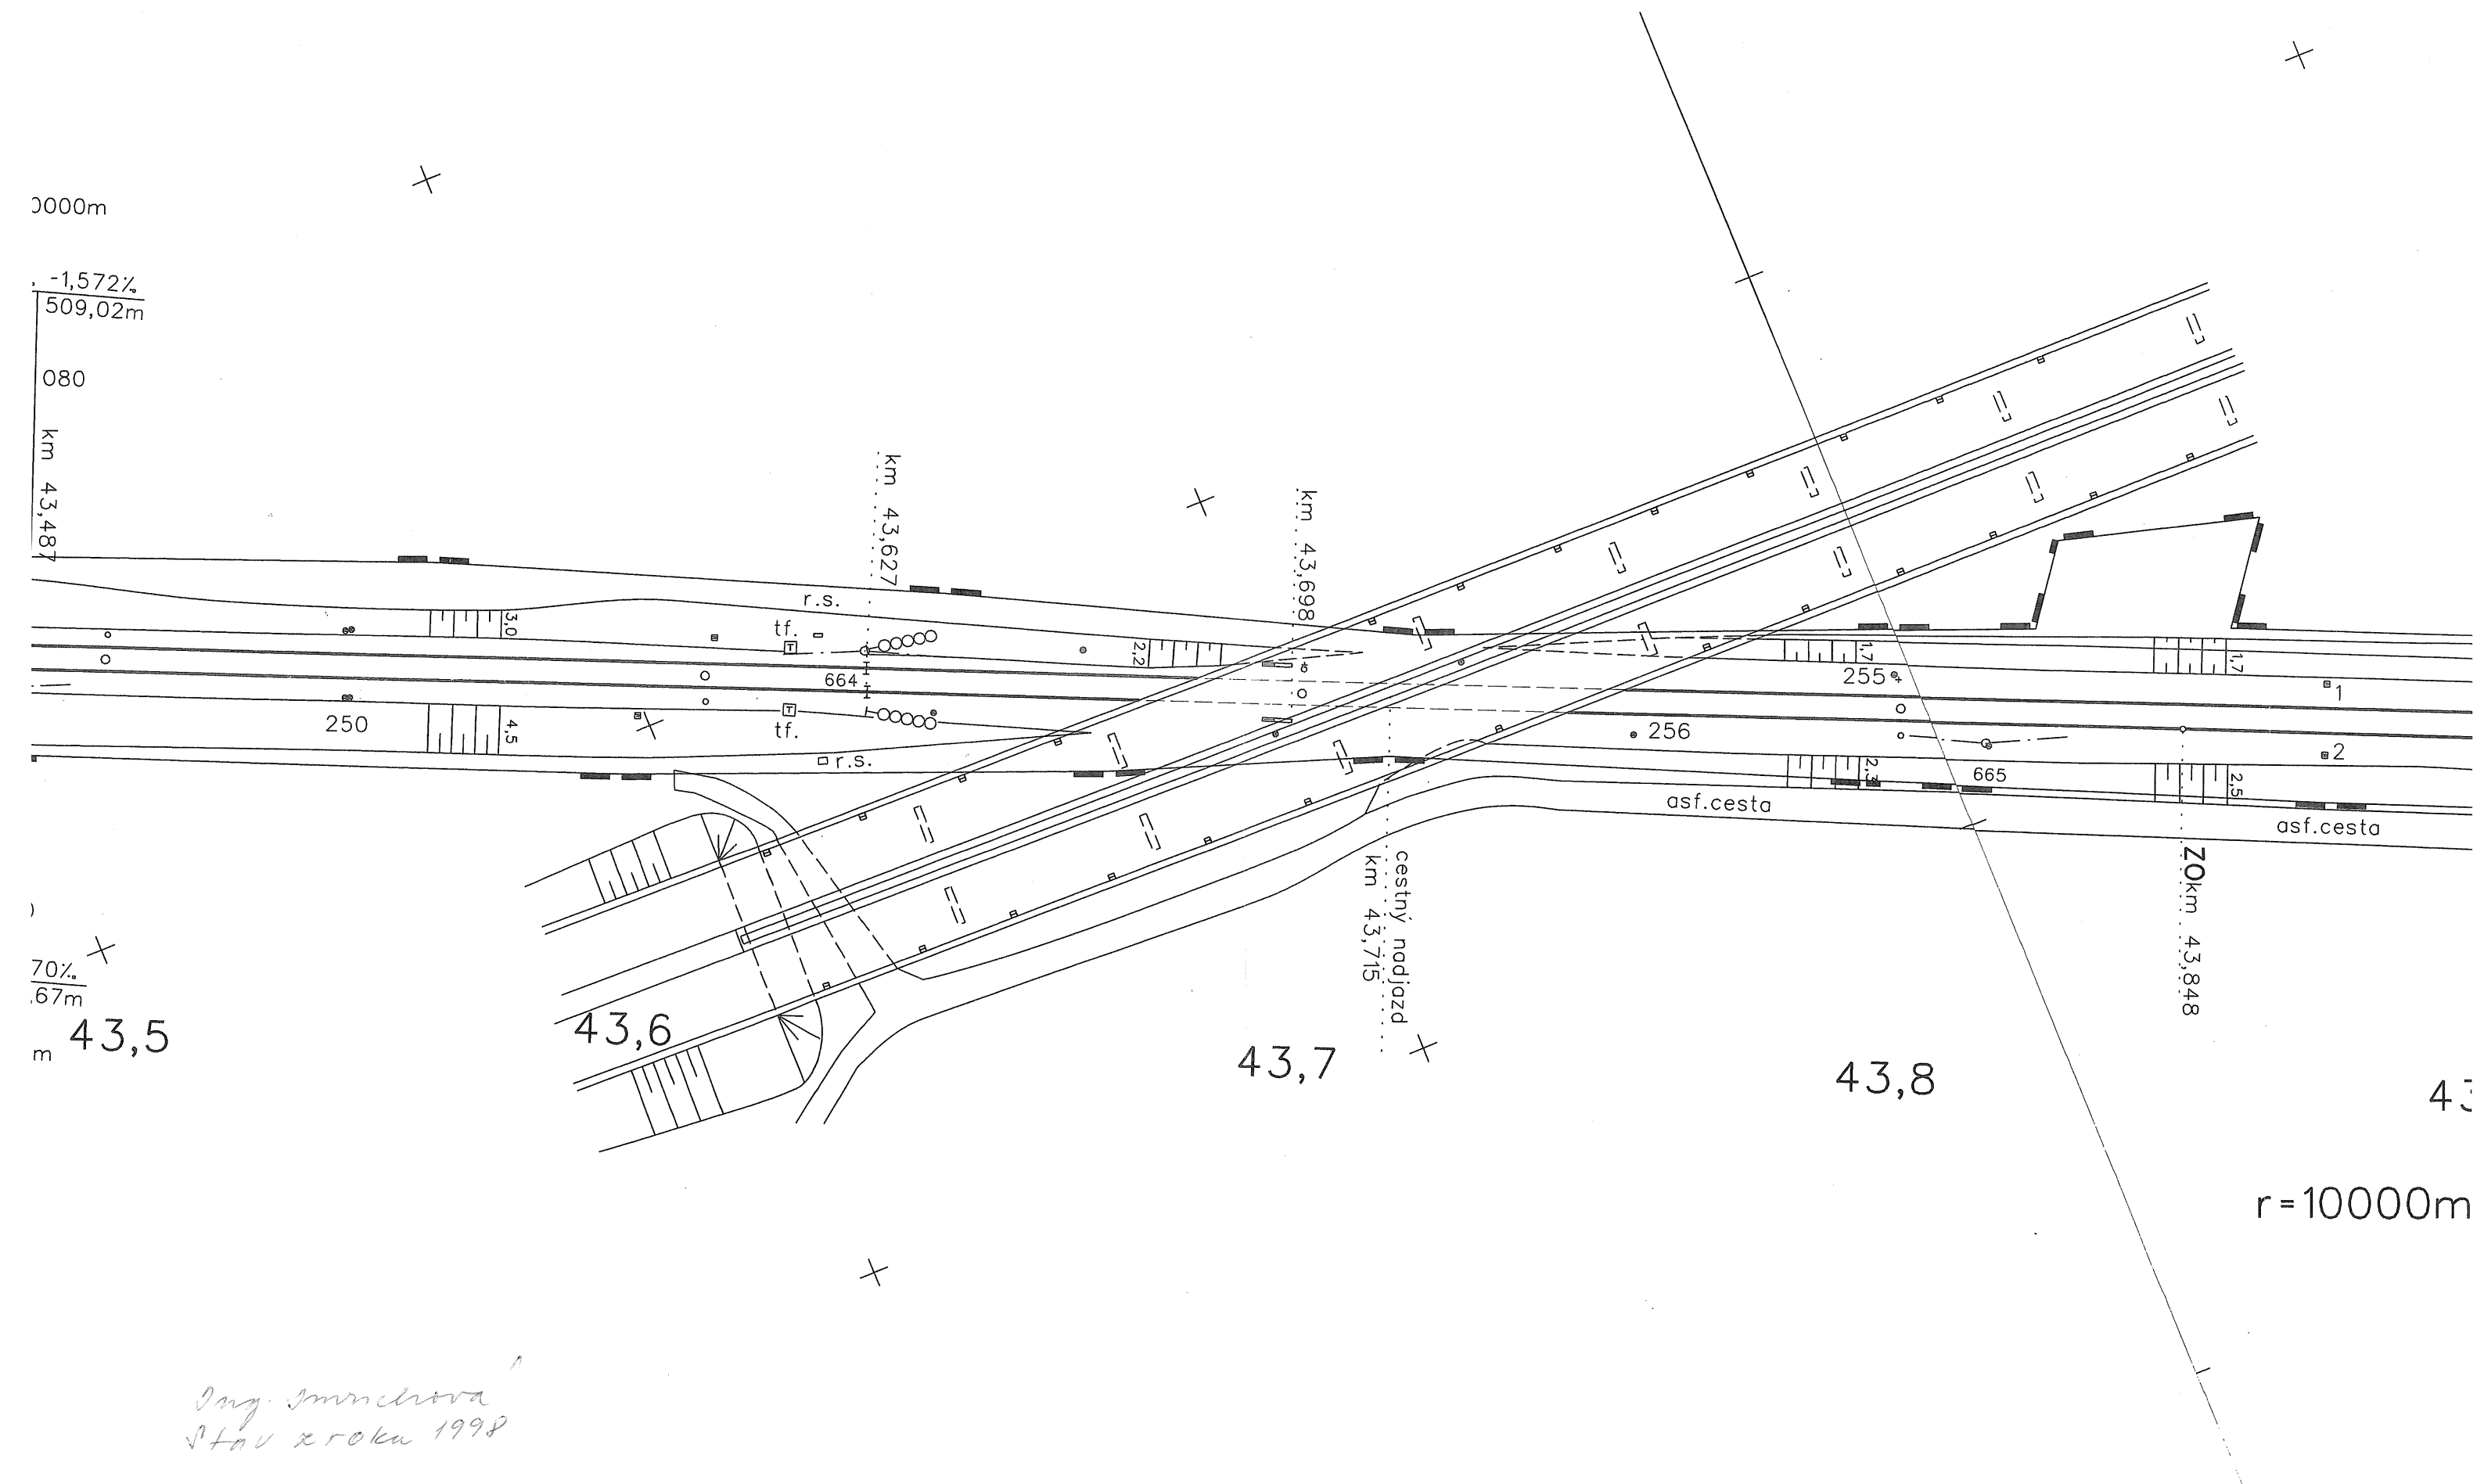 0000m
-1,572‰
509,02m
080
km 43,487
km 43,627
km 43,698
r.s.
3,0
tf.
T
2,2
664
250
4,5
T
tf.
r.s.
1,7
255
1,7
1
256
2
2,3
665
2,5
asf.cesta
asf.cesta
cestný nadjazd
km 43,715
ZO km 43,848
70‰
,67m
m
43,5
43,6
43,7
43,8
43
r=10000m
Ing. Imrichová
Stav z roku 1998